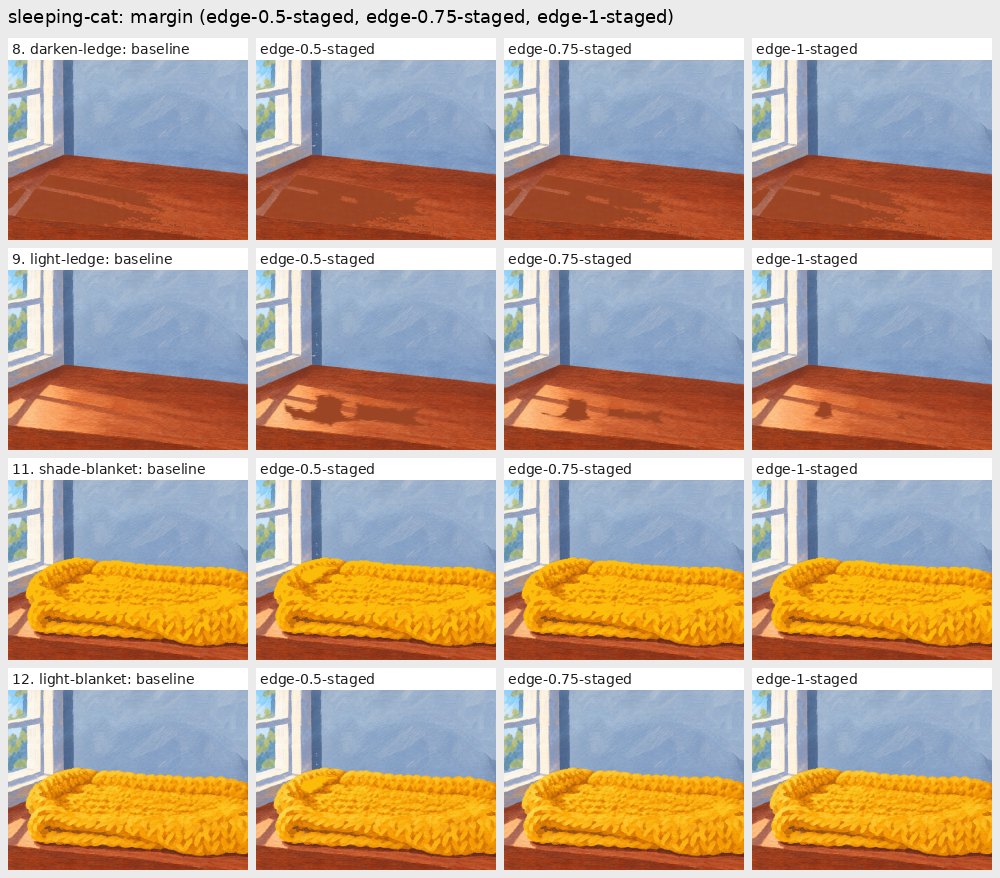 sleeping-cat: margin (edge-0.5-staged, edge-0.75-staged, edge-1-staged)
8. darken-ledge: baseline edge-0.5-staged edge-0.75-staged edge-1-staged
9. light-ledge: baseline edge-0.5-staged edge-0.75-staged edge-1-staged
11. shade-blanket: baseline edge-0.5-staged edge-0.75-staged edge-1-staged
12. light-blanket: baseline edge-0.5-staged edge-0.75-staged edge-1-staged